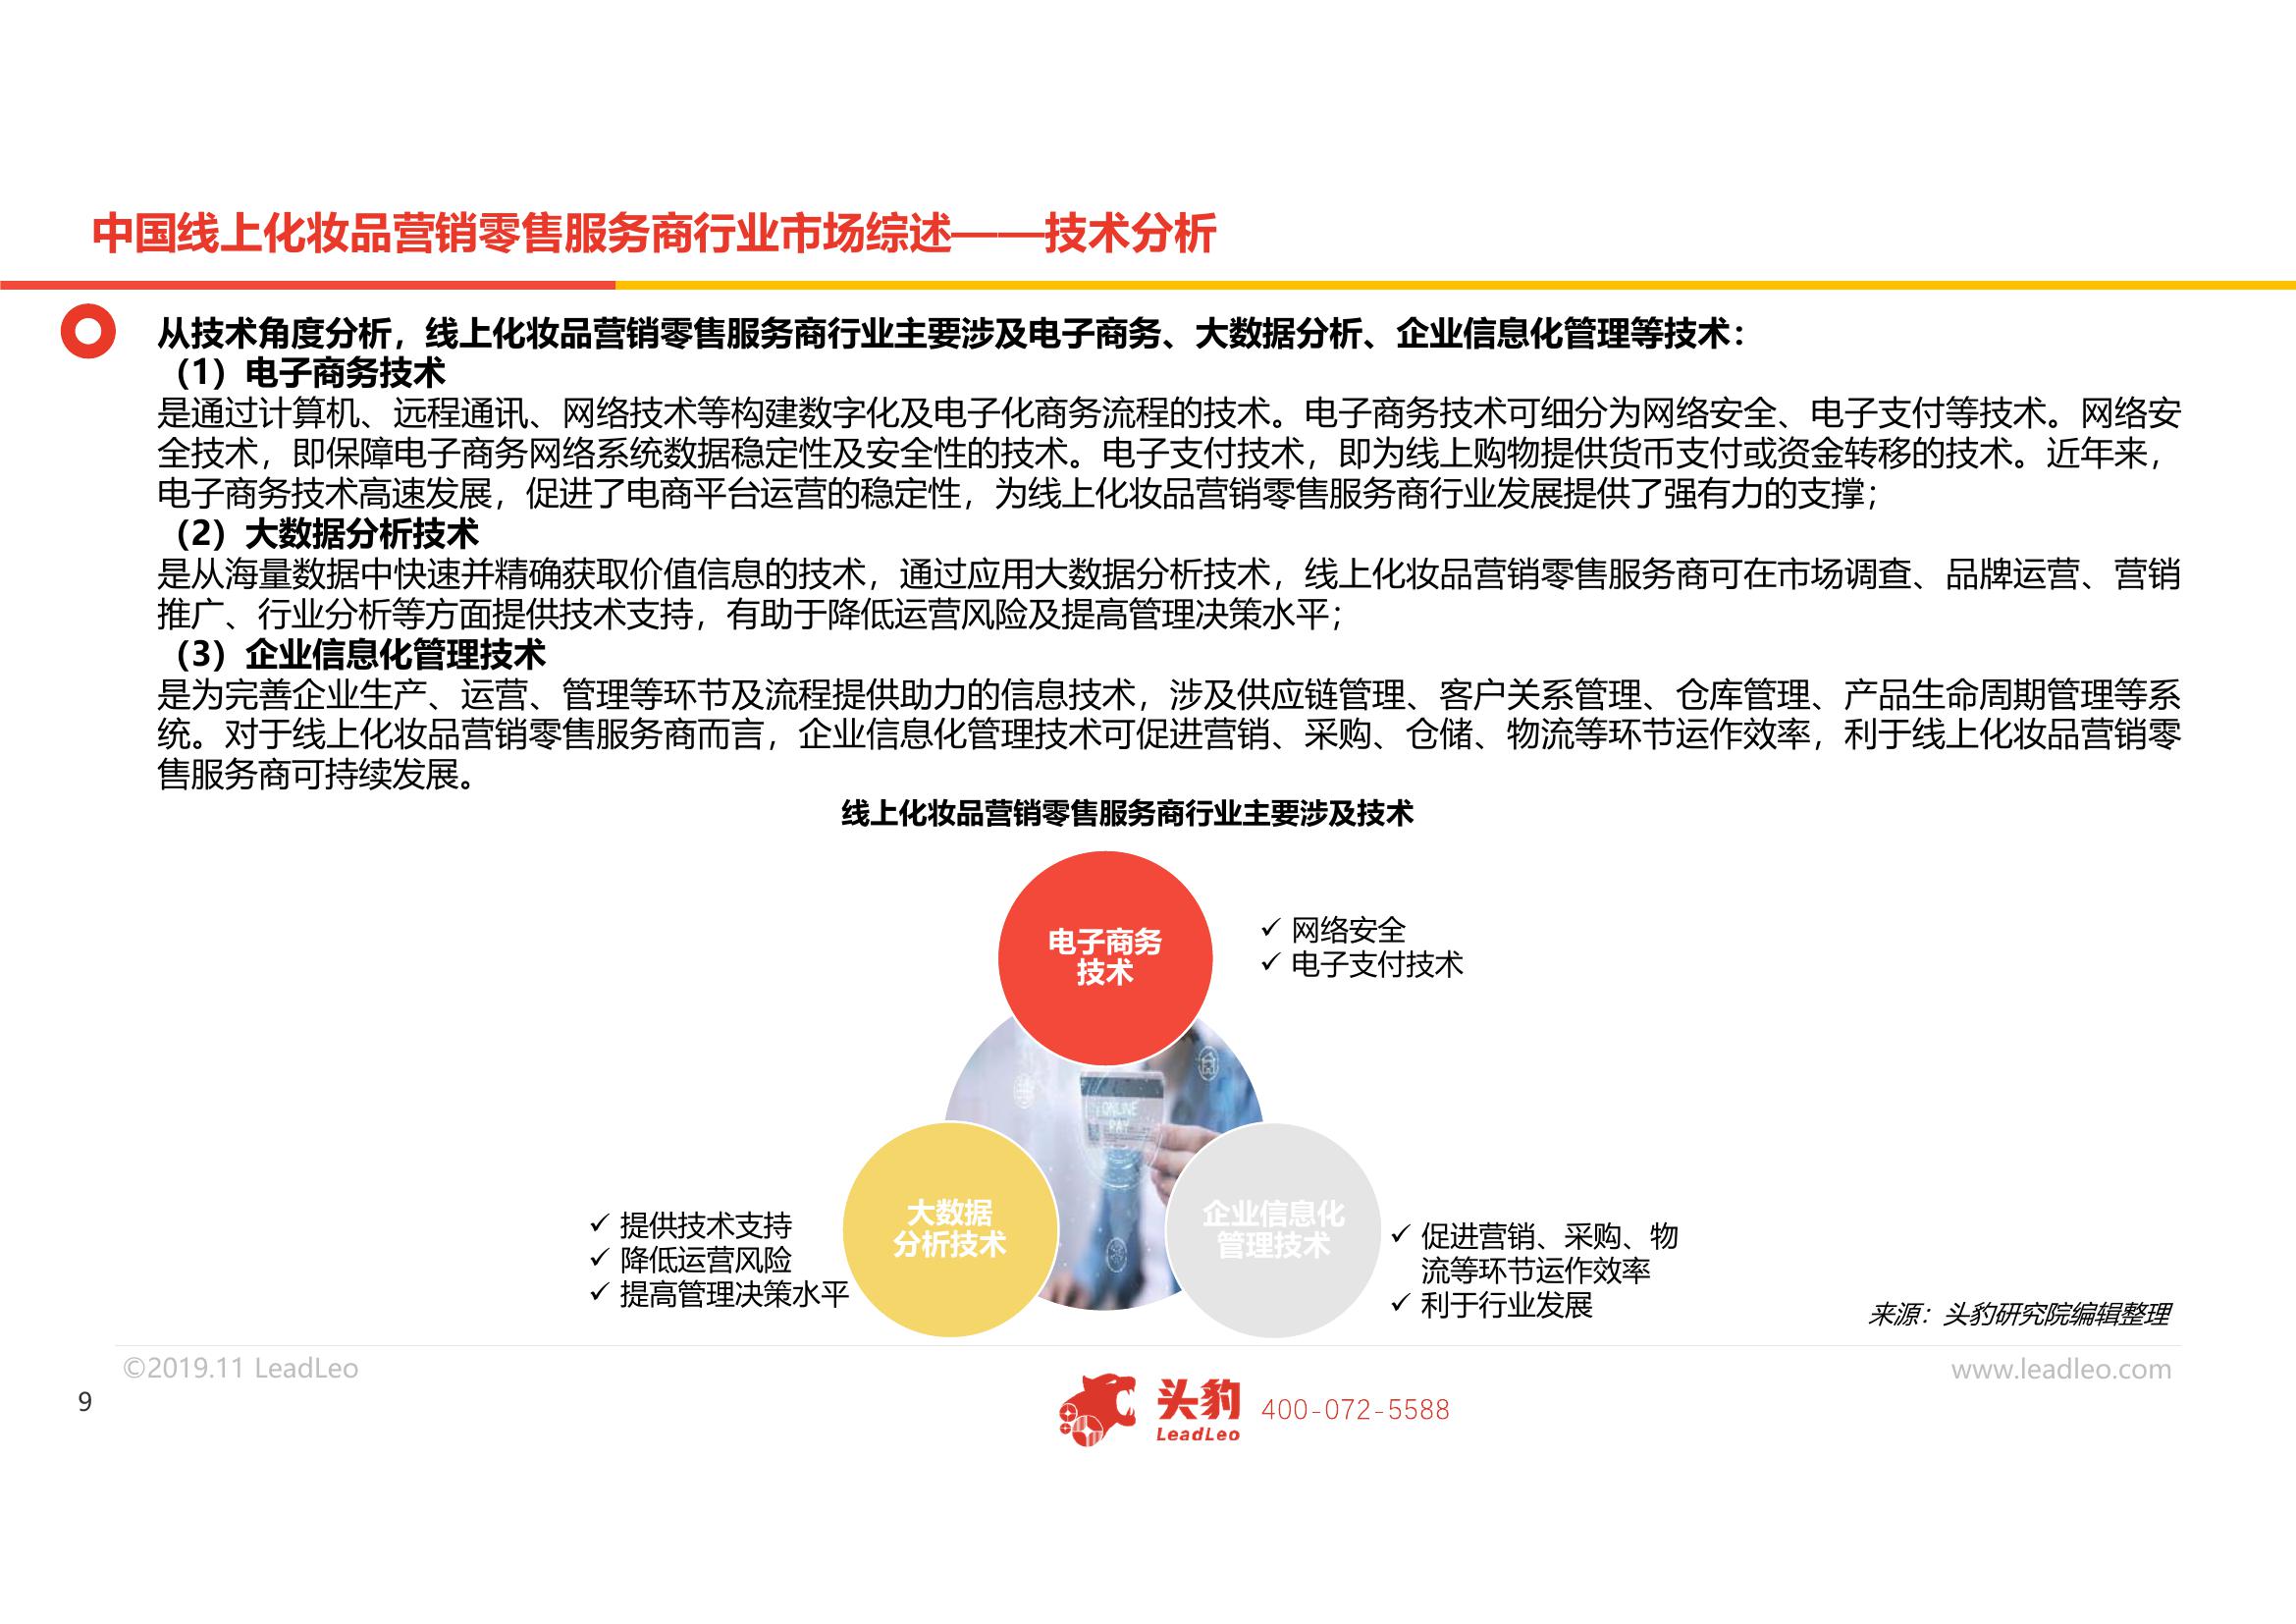 中国线上化妆品营销零售服务商行业市场综述——技术分析
从技术角度分析，线上化妆品营销零售服务商行业主要涉及电子商务、大数据分析、企业信息化管理等技术：
（1）电子商务技术
是通过计算机、远程通讯、网络技术等构建数字化及电子化商务流程的技术。电子商务技术可细分为网络安全、电子支付等技术。网络安
全技术，即保障电子商务网络系统数据稳定性及安全性的技术。电子支付技术，即为线上购物提供货币支付或资金转移的技术。近年来，
电子商务技术高速发展，促进了电商平台运营的稳定性，为线上化妆品营销零售服务商行业发展提供了强有力的支撑；
（2）大数据分析技术
是从海量数据中快速并精确获取价值信息的技术，通过应用大数据分析技术，线上化妆品营销零售服务商可在市场调查、品牌运营、营销
推广、行业分析等方面提供技术支持，有助于降低运营风险及提高管理决策水平；
（3）企业信息化管理技术
是为完善企业生产、运营、管理等环节及流程提供助力的信息技术，涉及供应链管理、客户关系管理、仓库管理、产品生命周期管理等系
统。对于线上化妆品营销零售服务商而言，企业信息化管理技术可促进营销、采购、仓储、物流等环节运作效率，利于线上化妆品营销零
售服务商可持续发展。
线上化妆品营销零售服务商行业主要涉及技术
电子商务
技术
✓ 网络安全
✓ 电子支付技术
ONLINE
PAY
大数据
分析技术
✓ 提供技术支持
✓ 降低运营风险
✓ 提高管理决策水平
企业信息化
管理技术
✓ 促进营销、采购、物
流等环节运作效率
✓ 利于行业发展
来源：头豹研究院编辑整理
©2019.11 LeadLeo
www.leadleo.com
9
头豹
LeadLeo
400-072-5588